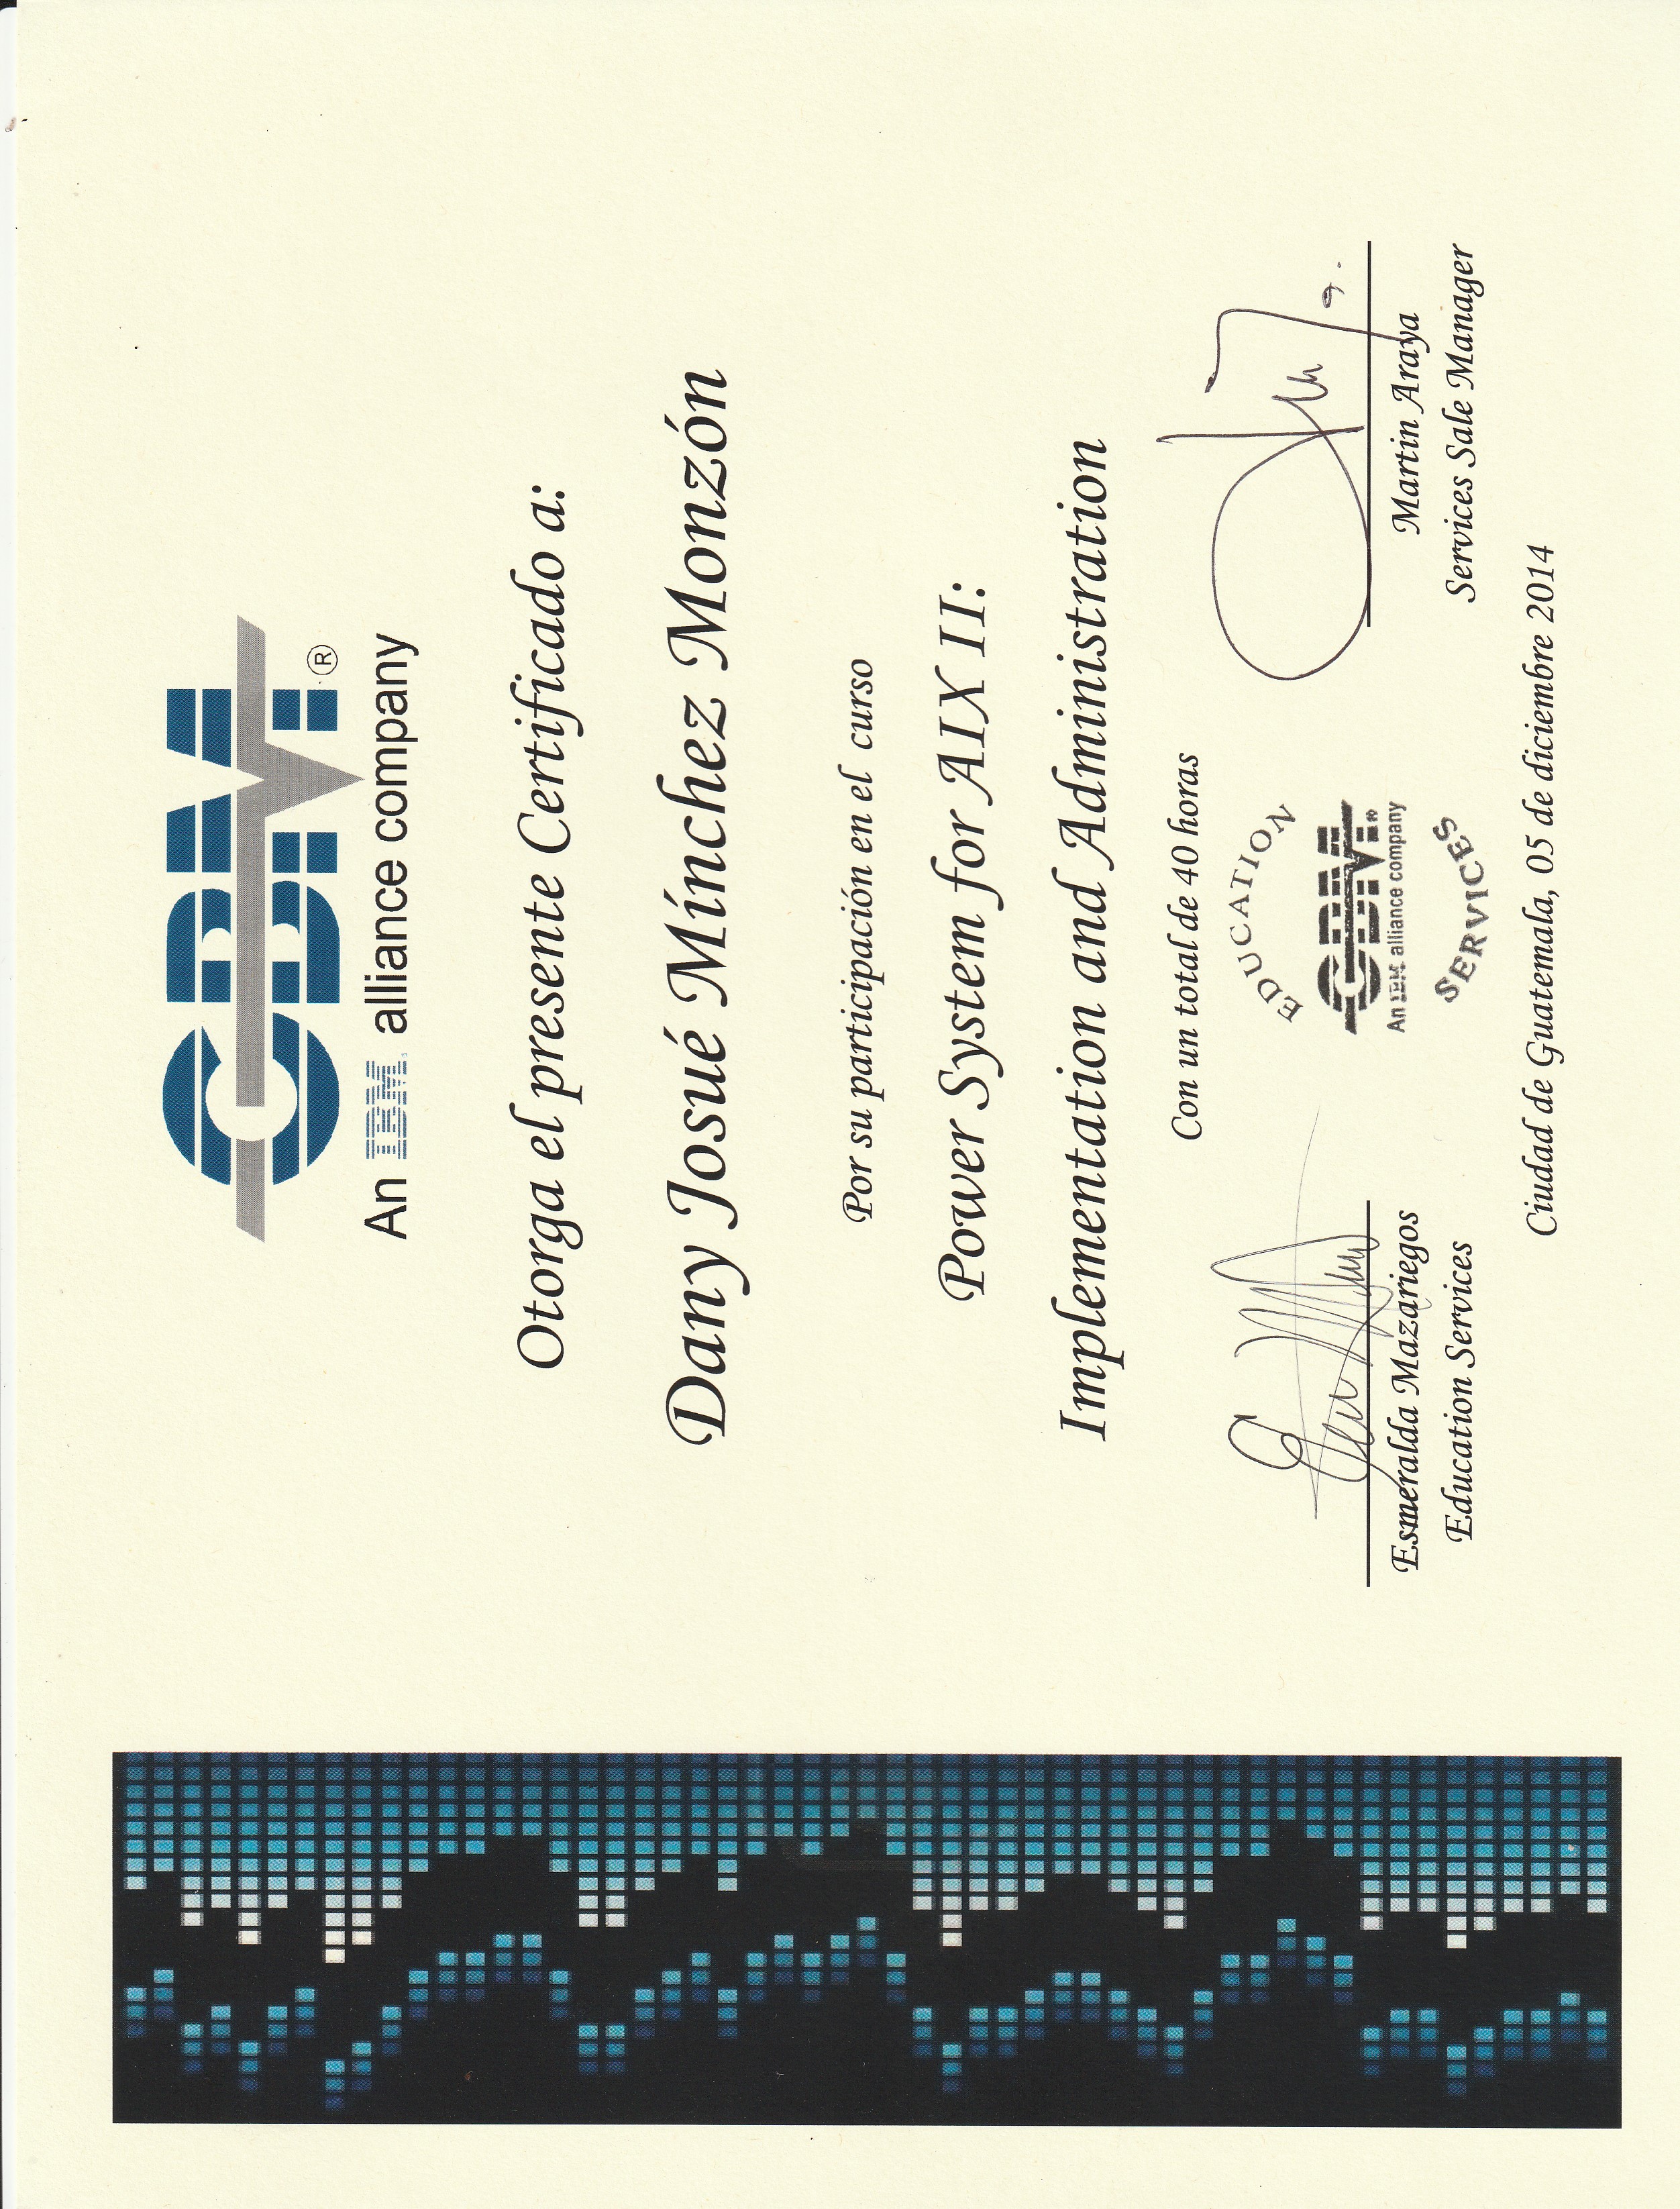 GBM®
An IBM alliance company
Otorga el presente Certificado a:
Dany Josué Mínchez Monzón
Por su participación en el curso
Power System for AIX II:
Implementation and Administration
Con un total de 40 horas
EDUCATION
GBM®
An IBM alliance company
SERVICES
Esmeralda Mazariegos
Education Services
Martin Araya
Services Sale Manager
Ciudad de Guatemala, 05 de diciembre 2014